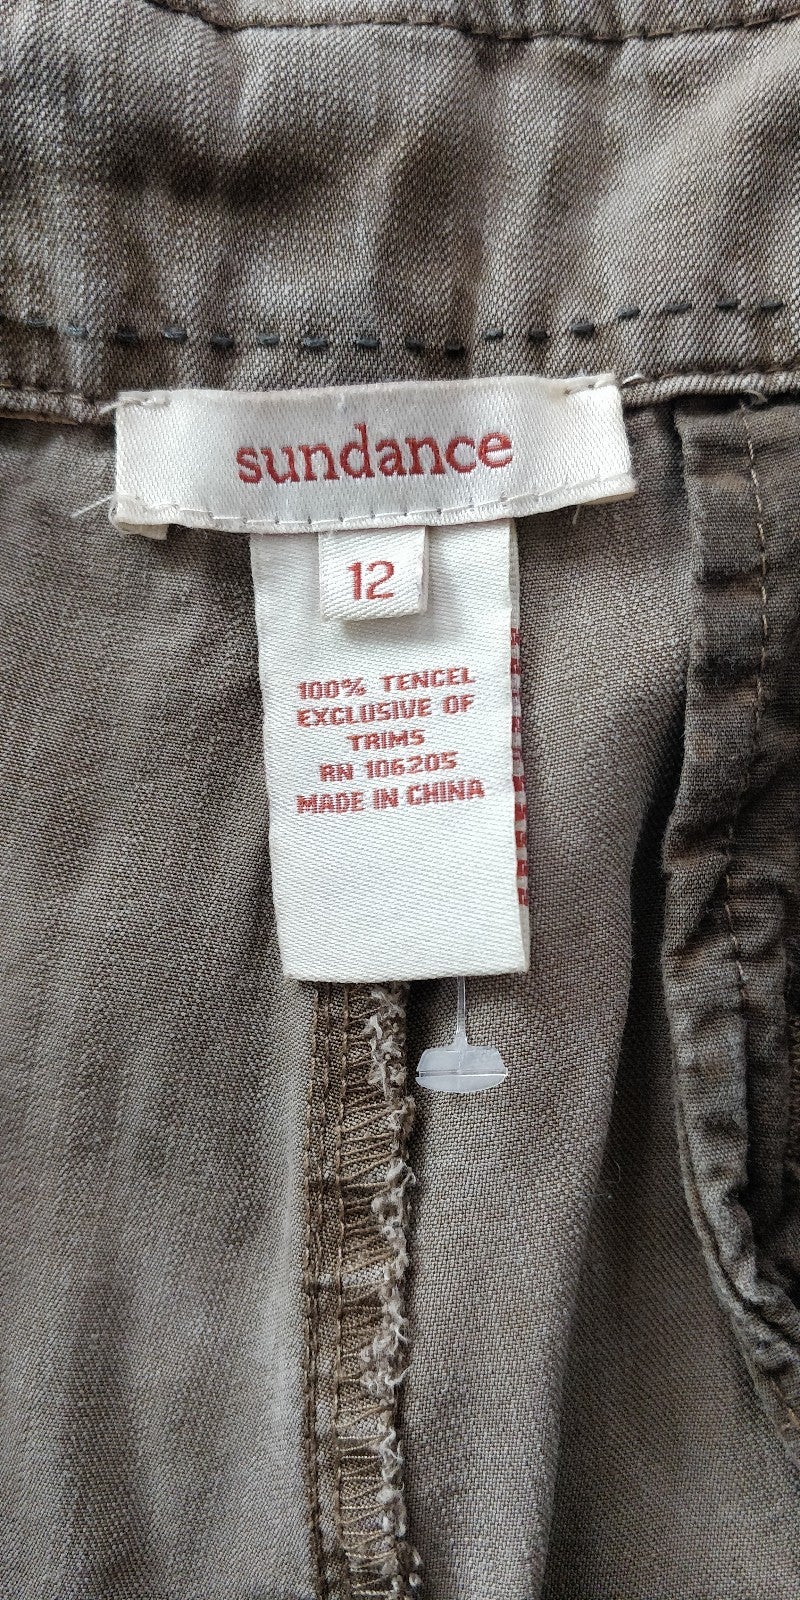 sundance
12
100% TENCEL
EXCLUSIVE OF
TRIMS
RN 106205
MADE IN CHINA